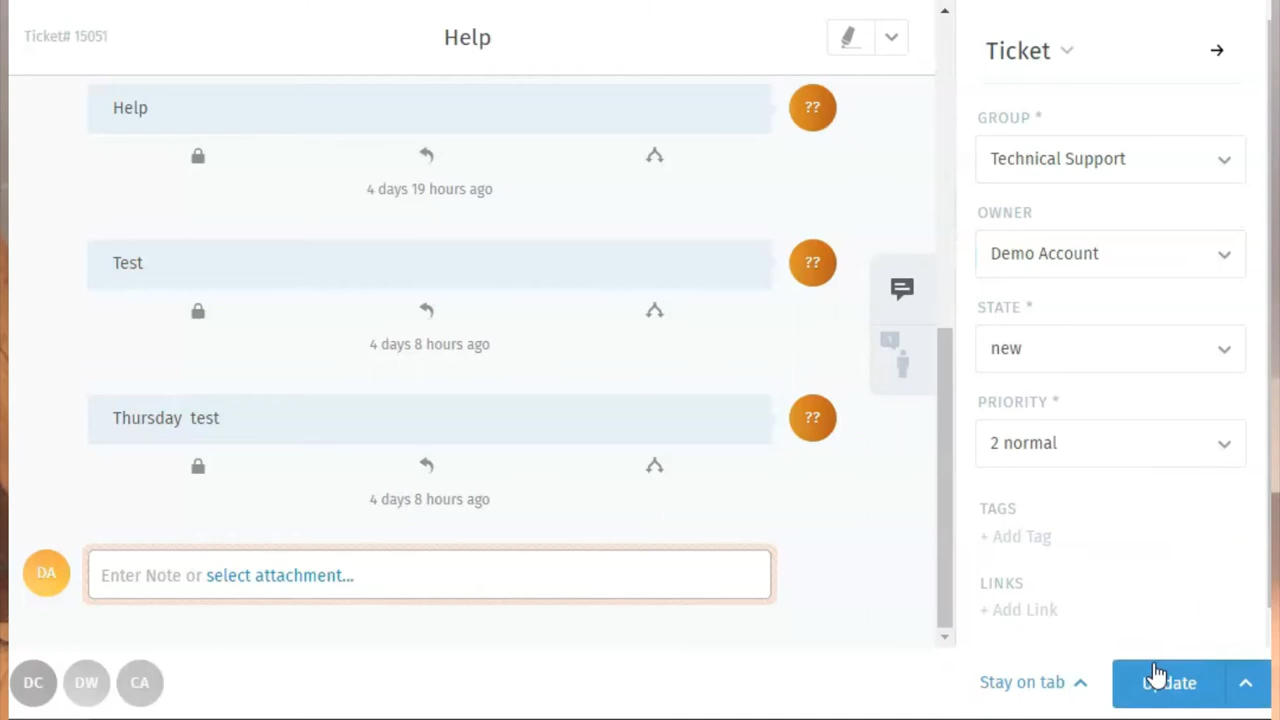 Ticket# 15051
Help
Help
??
4 days 19 hours ago
Test
??
4 days 8 hours ago
Thursday  test
??
4 days 8 hours ago
DA
Enter Note or select attachment...
DC
DW
CA
Ticket
GROUP *
Technical Support
OWNER
Demo Account
STATE *
new
PRIORITY *
2 normal
TAGS
+ Add Tag
LINKS
+ Add Link
Stay on tab
Update